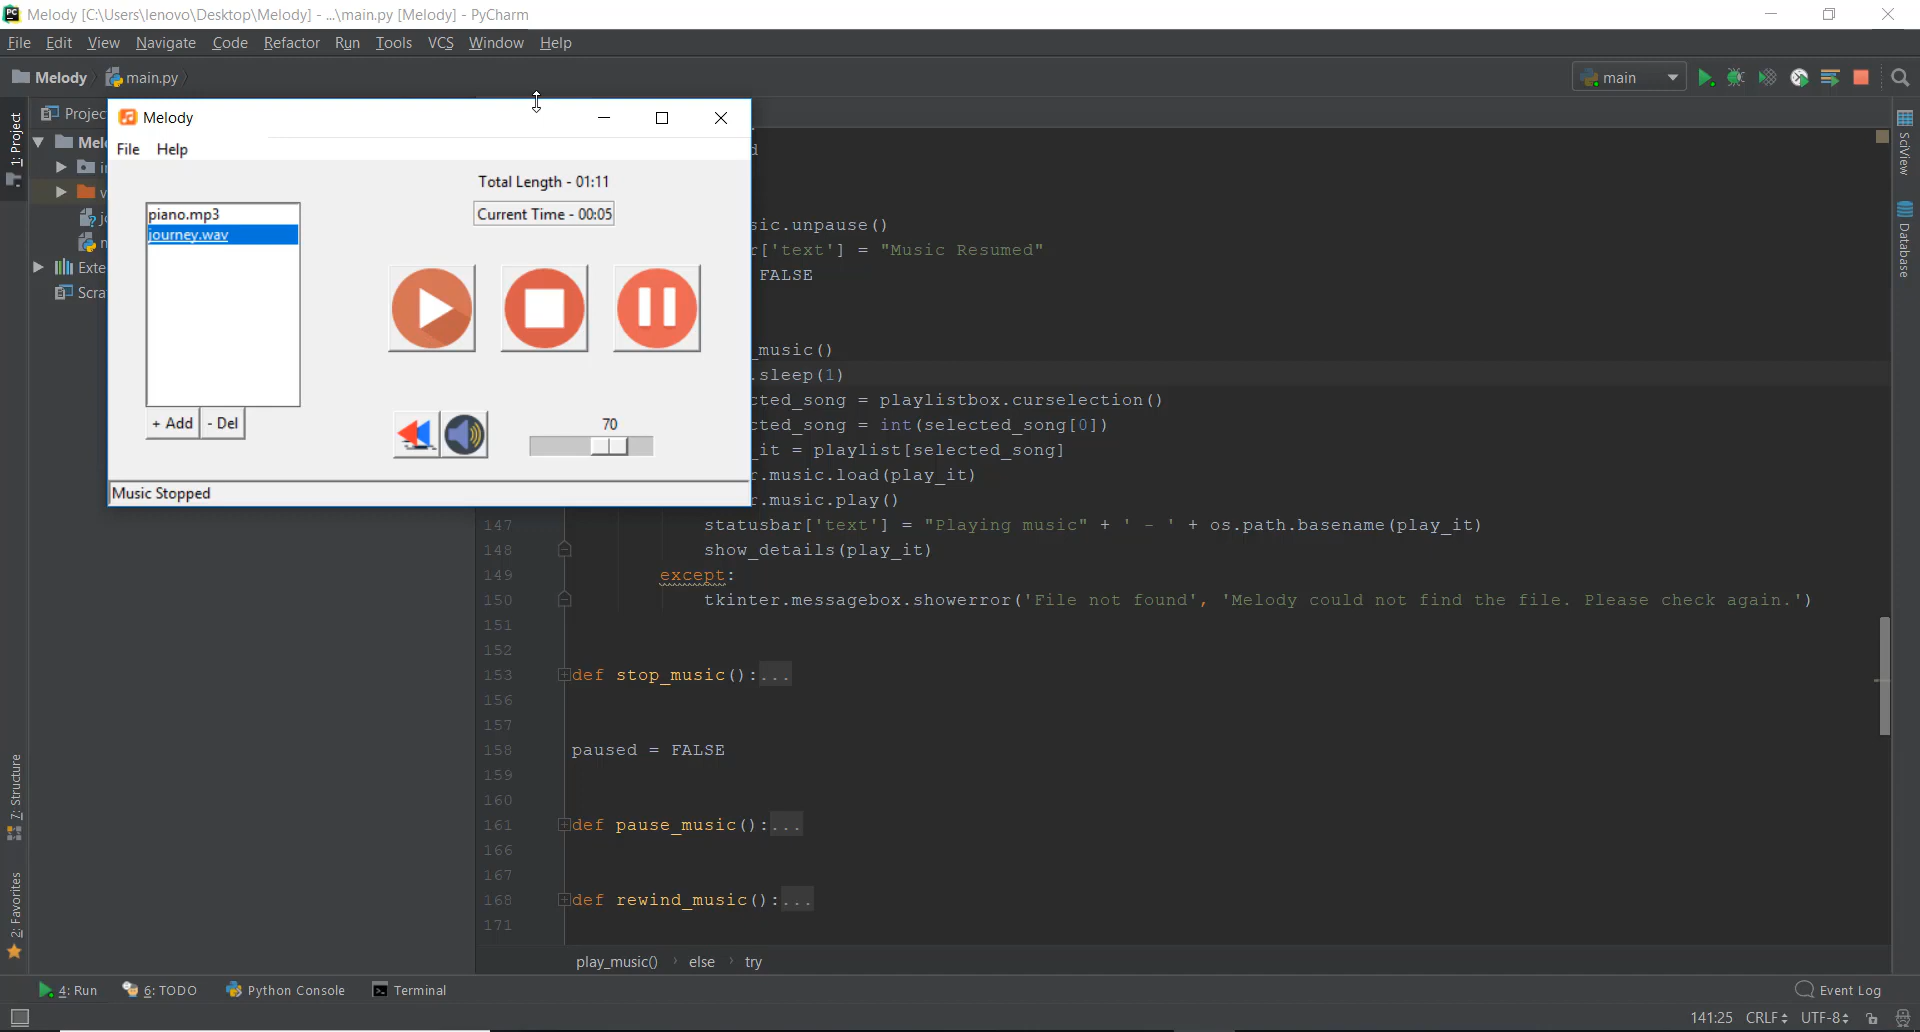 Melody [C:\Users\lenovo\Desktop\Melody] - ...\main.py [Melody] - PyCharm
File Edit View Navigate Code Refactor Run Tools VCS Window Help
Melody main.py main
1: Project
Projec
Mel
Exte
Scra
Melody
File Help
Total Length - 01:11
Current Time - 00:05
piano.mp3
journey.wav
+ Add - Del
70
Music Stopped
sic.unpause()
['text'] = "Music Resumed"
FALSE
music()
.sleep(1)
cted_song = playlistbox.curselection()
cted_song = int(selected_song[0])
it = playlist[selected_song]
.music.load(play_it)
.music.play()
147 statusbar['text'] = "Playing music" + ' - ' + os.path.basename(play_it)
148 show_details(play_it)
149 except:
150 tkinter.messagebox.showerror('File not found', 'Melody could not find the file. Please check again.')
151
152
153 def stop_music():...
156
157
158 paused = FALSE
159
160
161 def pause_music():...
166
167
168 def rewind_music():...
171
play_music() › else › try
SciView
Database
7: Structure
2: Favorites
4: Run 6: TODO Python Console Terminal Event Log
141:25 CRLF UTF-8